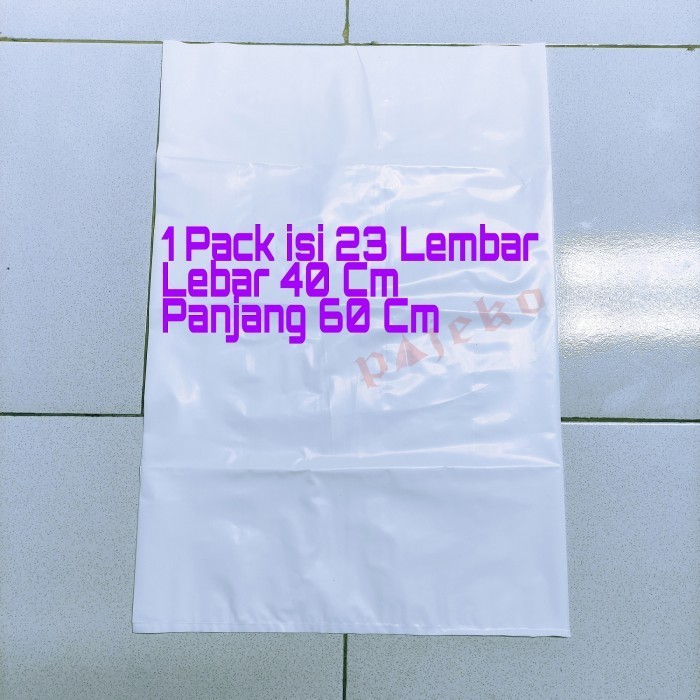 1 Pack isi 23 Lembar
Lebar 40 Cm
Panjang 60 Cm
pajeko